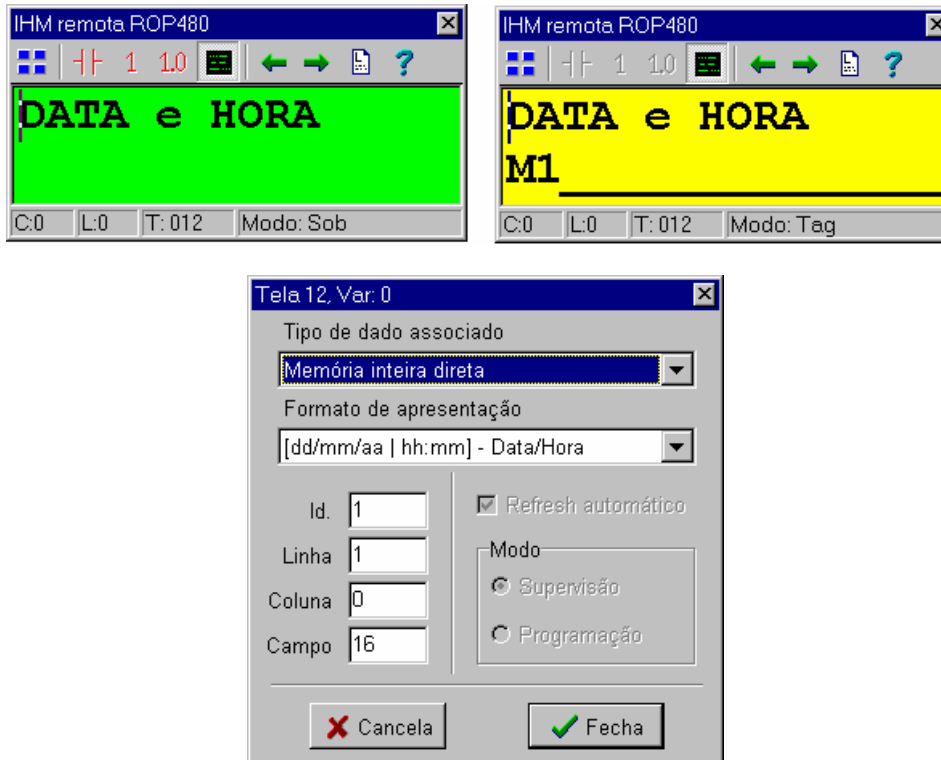 IHM remota ROP480
1 1.0 ?
DATA e HORA
C:0 L:0 T: 012 Modo: Sob
IHM remota ROP480
1 1.0 ?
DATA e HORA
M1________________
C:0 L:0 T: 012 Modo: Tag
Tela 12, Var: 0
Tipo de dado associado
Memória inteira direta
Formato de apresentação
[dd/mm/aa | hh:mm] - Data/Hora
Id. 1
Linha 1
Coluna 0
Campo 16
Refresh automático
Modo
Supervisão
Programação
Cancela
Fecha